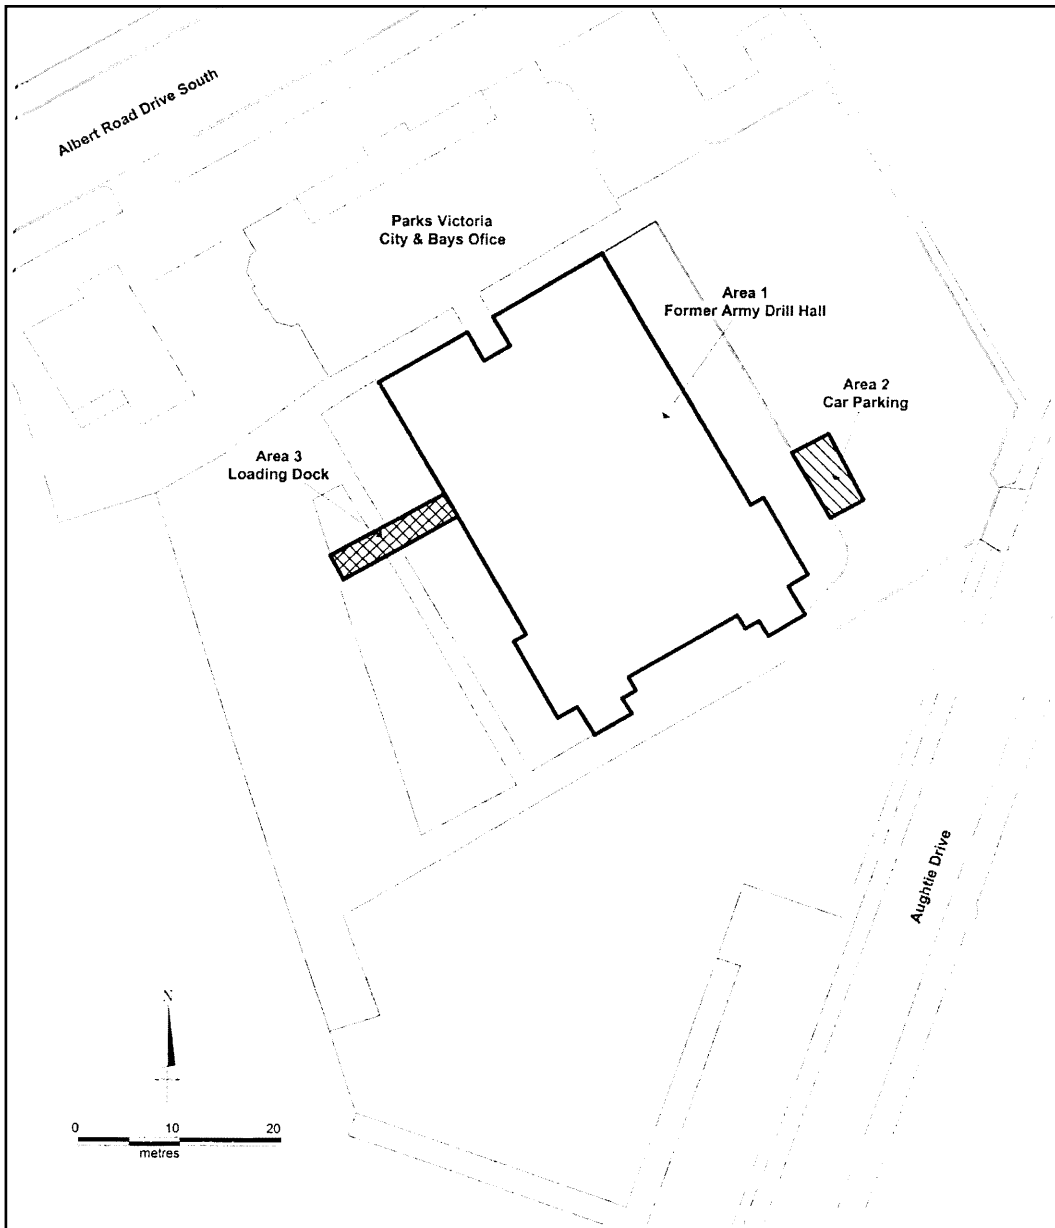 Albert Road Drive South
Parks Victoria
City & Bays Ofice
Area 1
Former Army Drill Hall
Area 2
Car Parking
Area 3
Loading Dock
Aughtie Drive
N
0 10 20
metres